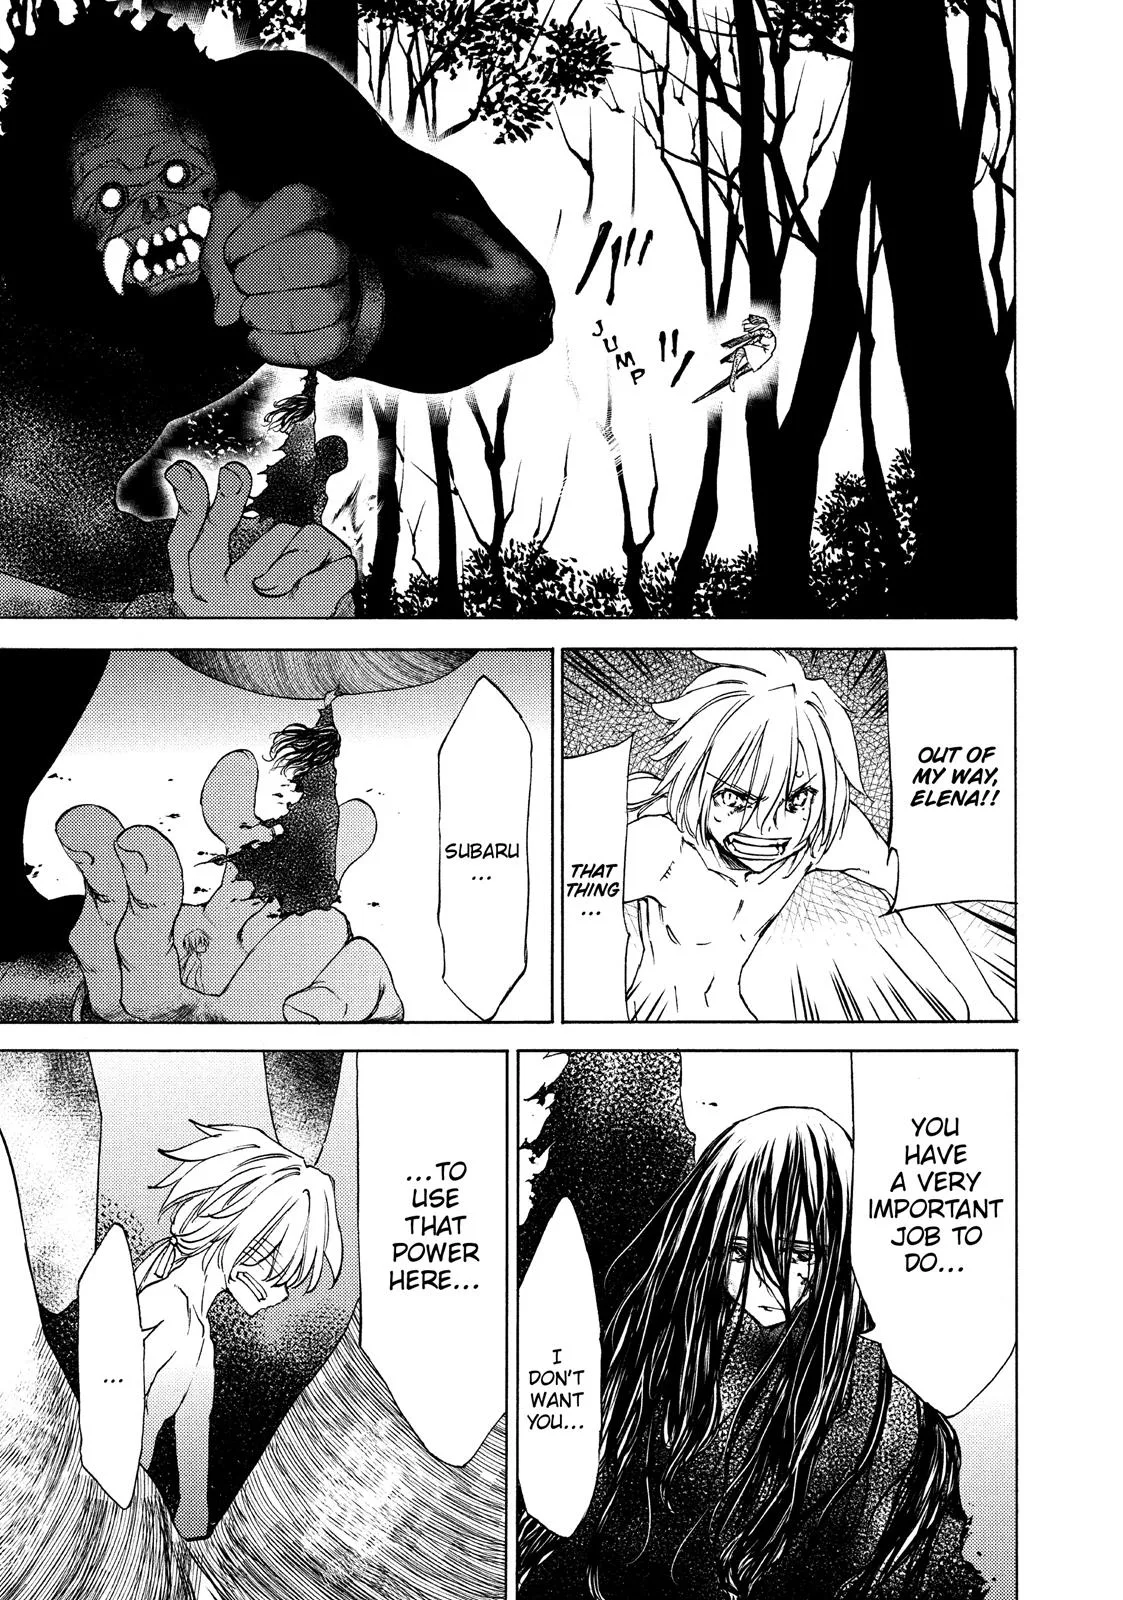 JUMP
OUT OF
MY WAY,
ELENA!!
THAT
THING
...
SUBARU
...
YOU
HAVE
A VERY
IMPORTANT
JOB TO
DO...
I
DON'T
WANT
YOU...
...TO
USE
THAT
POWER
HERE...
...